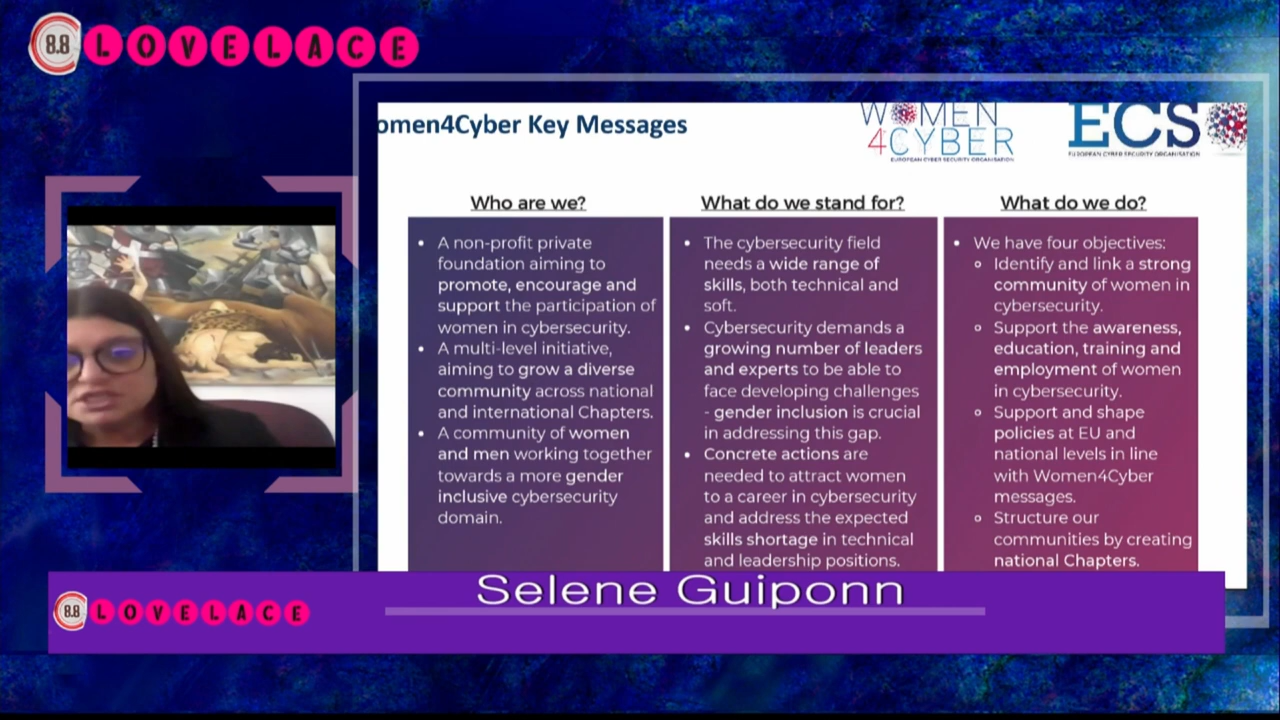 8.8 LOVELACE
omen4Cyber Key Messages
WOMEN
4CYBER
EUROPEAN CYBER SECURITY ORGANISATION
ECS
EUROPEAN CYBER SECURITY ORGANISATION
Who are we?
• A non-profit private
foundation aiming to
promote, encourage and
support the participation of
women in cybersecurity.
• A multi-level initiative,
aiming to grow a diverse
community across national
and international Chapters.
• A community of women
and men working together
towards a more gender
inclusive cybersecurity
domain.
What do we stand for?
• The cybersecurity field
needs a wide range of
skills, both technical and
soft.
• Cybersecurity demands a
growing number of leaders
and experts to be able to
face developing challenges
- gender inclusion is crucial
in addressing this gap.
• Concrete actions are
needed to attract women
to a career in cybersecurity
and address the expected
skills shortage in technical
and leadership positions.
What do we do?
• We have four objectives:
o Identify and link a strong
community of women in
cybersecurity.
o Support the awareness,
education, training and
employment of women
in cybersecurity.
o Support and shape
policies at EU and
national levels in line
with Women4Cyber
messages.
o Structure our
communities by creating
national Chapters.
Selene Guiponn
8.8 LOVELACE